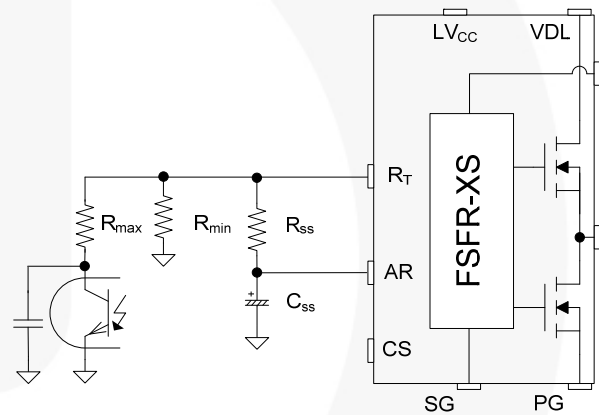 LVCC
VDL
RT
Rmax
Rmin
Rss
FSFR-XS
AR
+
Css
CS
SG
PG